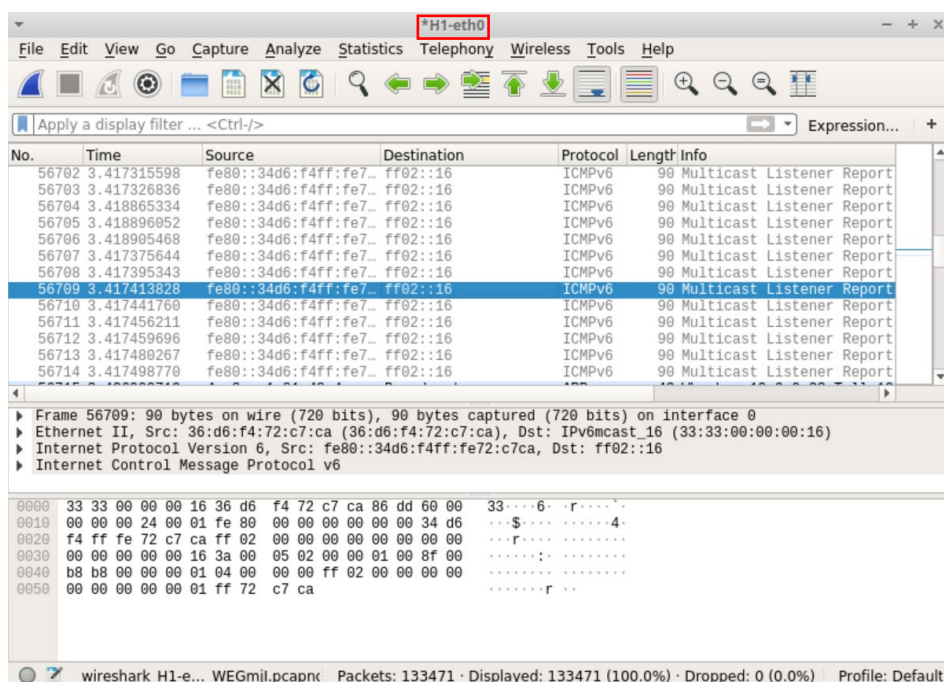 *H1-eth0
File Edit View Go Capture Analyze Statistics Telephony Wireless Tools Help
Apply a display filter ... <Ctrl-/> Expression... +
No. Time Source Destination Protocol Length Info
56702 3.417315598 fe80::34d6:f4ff:fe7… ff02::16 ICMPv6 90 Multicast Listener Report
56703 3.417326836 fe80::34d6:f4ff:fe7… ff02::16 ICMPv6 90 Multicast Listener Report
56704 3.418865334 fe80::34d6:f4ff:fe7… ff02::16 ICMPv6 90 Multicast Listener Report
56705 3.418896052 fe80::34d6:f4ff:fe7… ff02::16 ICMPv6 90 Multicast Listener Report
56706 3.418905468 fe80::34d6:f4ff:fe7… ff02::16 ICMPv6 90 Multicast Listener Report
56707 3.417375644 fe80::34d6:f4ff:fe7… ff02::16 ICMPv6 90 Multicast Listener Report
56708 3.417395343 fe80::34d6:f4ff:fe7… ff02::16 ICMPv6 90 Multicast Listener Report
56709 3.417413828 fe80::34d6:f4ff:fe7… ff02::16 ICMPv6 90 Multicast Listener Report
56710 3.417441760 fe80::34d6:f4ff:fe7… ff02::16 ICMPv6 90 Multicast Listener Report
56711 3.417456211 fe80::34d6:f4ff:fe7… ff02::16 ICMPv6 90 Multicast Listener Report
56712 3.417459696 fe80::34d6:f4ff:fe7… ff02::16 ICMPv6 90 Multicast Listener Report
56713 3.417480267 fe80::34d6:f4ff:fe7… ff02::16 ICMPv6 90 Multicast Listener Report
56714 3.417498770 fe80::34d6:f4ff:fe7… ff02::16 ICMPv6 90 Multicast Listener Report
Frame 56709: 90 bytes on wire (720 bits), 90 bytes captured (720 bits) on interface 0
Ethernet II, Src: 36:d6:f4:72:c7:ca (36:d6:f4:72:c7:ca), Dst: IPv6mcast_16 (33:33:00:00:00:16)
Internet Protocol Version 6, Src: fe80::34d6:f4ff:fe72:c7ca, Dst: ff02::16
Internet Control Message Protocol v6
0000 33 33 00 00 00 16 36 d6 f4 72 c7 ca 86 dd 60 00 33····6· ·r····`·
0010 00 00 00 24 00 01 fe 80 00 00 00 00 00 00 34 d6 ···$···· ······4·
0020 f4 ff fe 72 c7 ca ff 02 00 00 00 00 00 00 00 00 ···r···· ········
0030 00 00 00 00 00 16 3a 00 05 02 00 00 01 00 8f 00 ······:· ········
0040 b8 b8 00 00 00 01 04 00 00 00 ff 02 00 00 00 00 ········ ········
0050 00 00 00 00 00 01 ff 72 c7 ca ·······r ··
wireshark_H1-e... WEGmjI.pcapng Packets: 133471 · Displayed: 133471 (100.0%) · Dropped: 0 (0.0%) Profile: Default